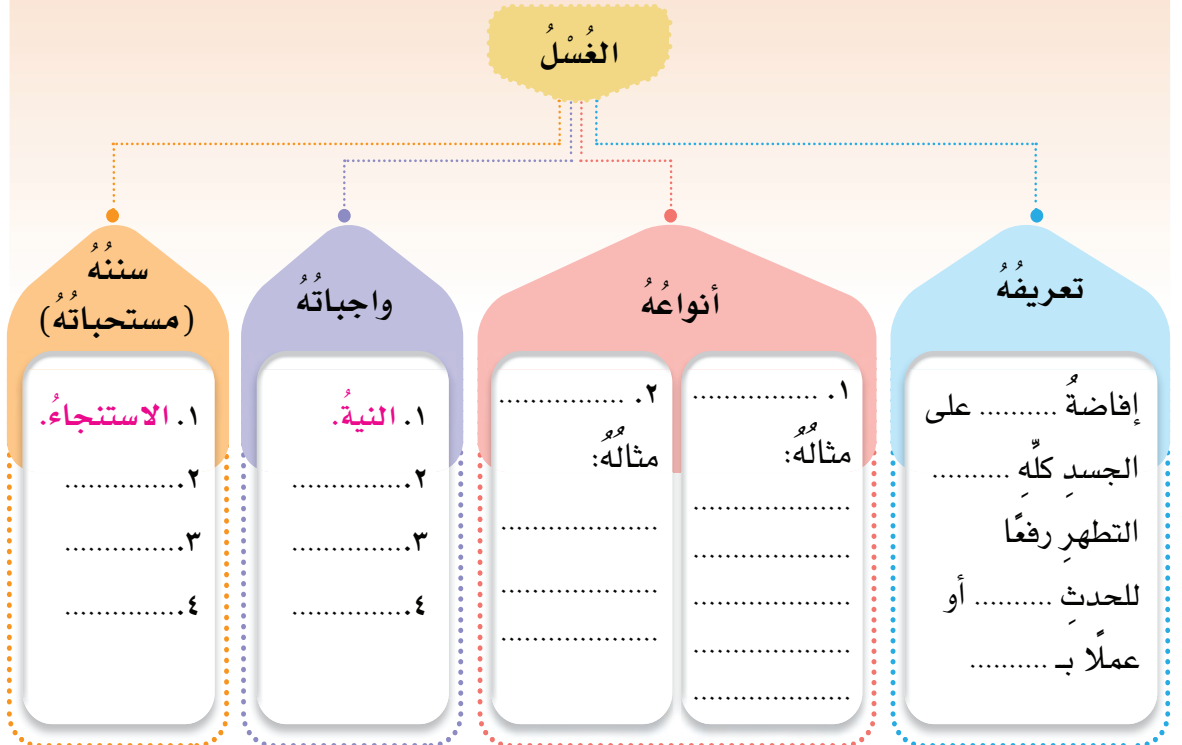 الغُسْلُ
تعريفُهُ
إفاضةٌ .......... على
الجسدِ كلِّهِ ..........
التطهرِ رفعًا
للحدثِ .......... أو
عملًا بـ ..........
أنواعُهُ
١. ................
مثالُهُ:
....................
....................
....................
....................
....................
٢. ................
مثالُهُ:
....................
....................
....................
واجباتُهُ
١. النيةُ.
٢...............
٣...............
٤...............
سننُهُ
(مستحباتُهُ)
١. الاستنجاءُ.
٢...............
٣...............
٤...............